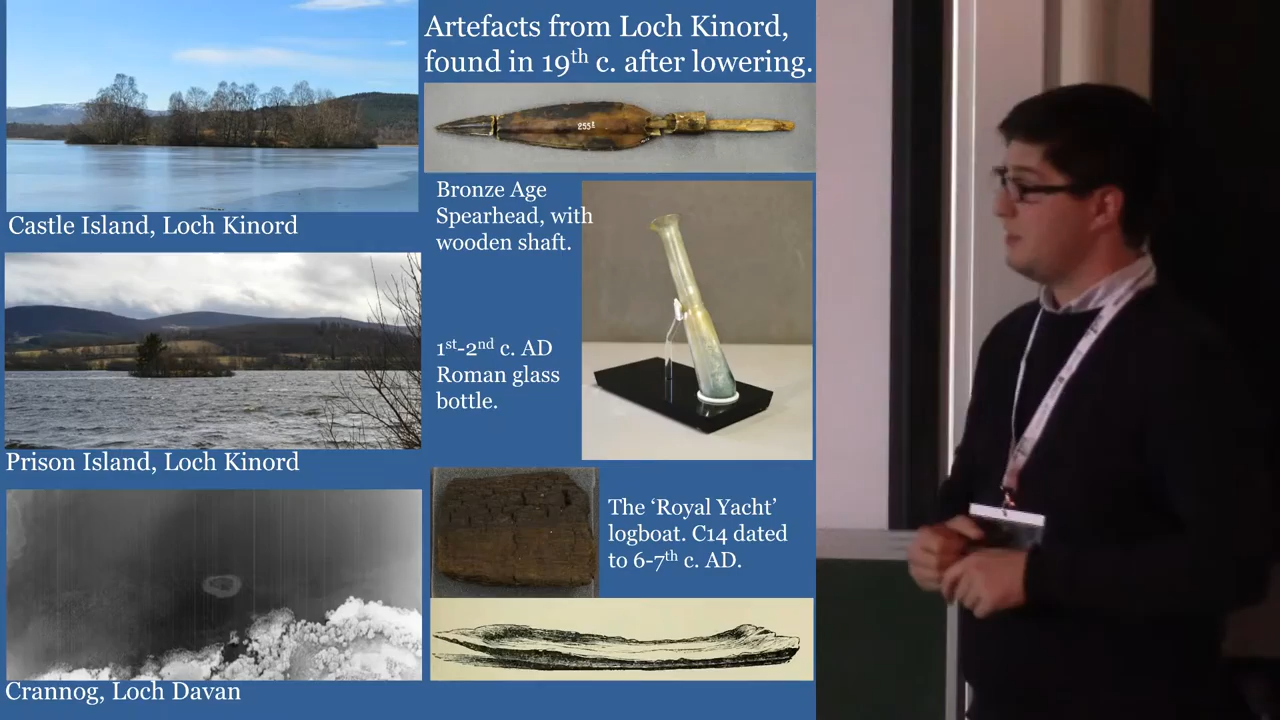 Artefacts from Loch Kinord,
found in 19th c. after lowering.
255
Castle Island, Loch Kinord
Bronze Age
Spearhead, with
wooden shaft.
1st-2nd c. AD
Roman glass
bottle.
Prison Island, Loch Kinord
The ‘Royal Yacht’
logboat. C14 dated
to 6-7th c. AD.
Crannog, Loch Davan